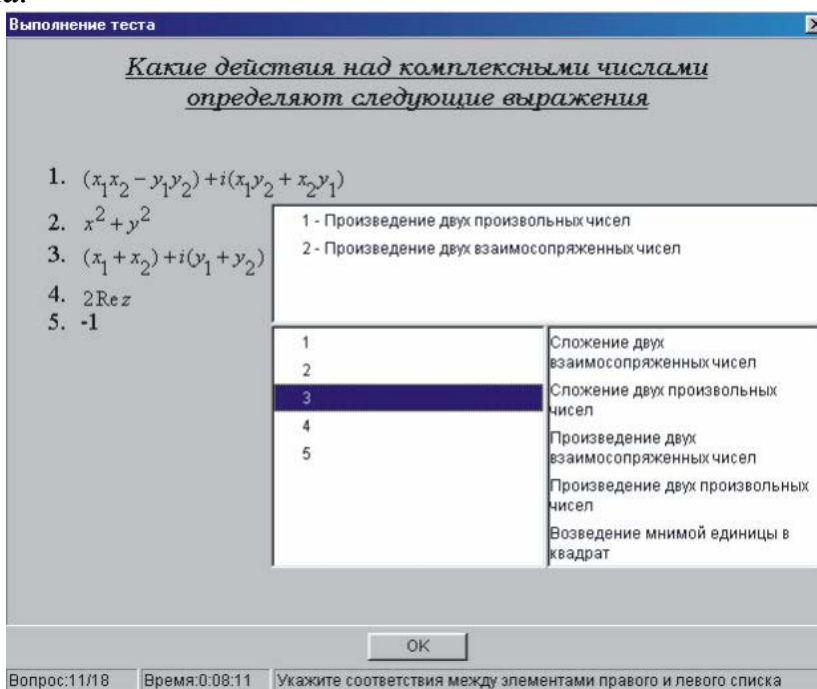 на.
Выполнение теста
Какие действия над комплексными числами
определяют следующие выражения
1. (x₁x₂ − y₁y₂) + i(x₁y₂ + x₂y₁)
2. x² + y²
3. (x₁ + x₂) + i(y₁ + y₂)
4. 2Re z
5. -1
1 - Произведение двух произвольных чисел
2 - Произведение двух взаимосопряженных чисел
1
2
3
4
5
Сложение двух
взаимосопряженных чисел
Сложение двух произвольных
чисел
Произведение двух
взаимосопряженных чисел
Произведение двух произвольных
чисел
Возведение мнимой единицы в
квадрат
OK
Вопрос:11/18 Время:0:08:11 Укажите соответствия между элементами правого и левого списка